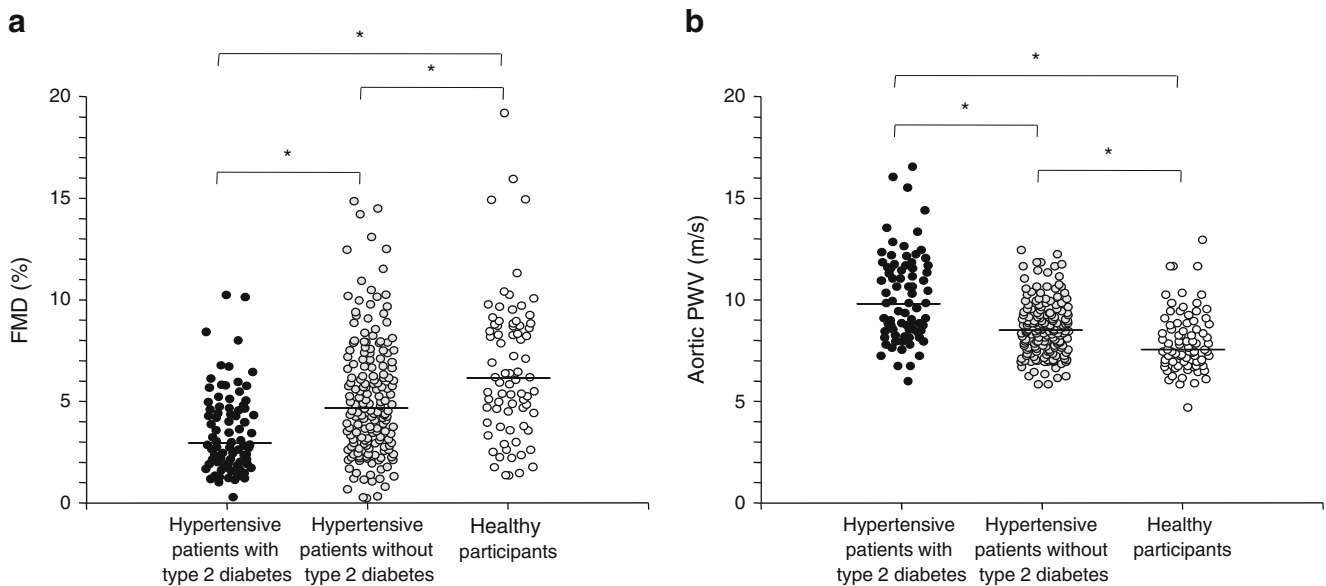 a
*
*
*
FMD (%)
20
15
10
5
0
Hypertensive
patients with
type 2 diabetes
Hypertensive
patients without
type 2 diabetes
Healthy
participants
b
*
*
*
Aortic PWV (m/s)
20
15
10
5
0
Hypertensive
patients with
type 2 diabetes
Hypertensive
patients without
type 2 diabetes
Healthy
participants